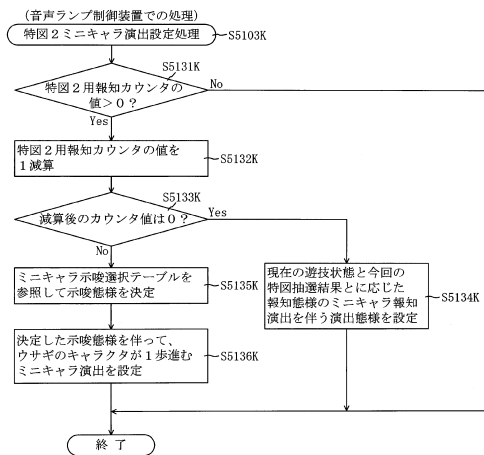 （音声ランプ制御装置での処理）
特図２ミニキャラ演出設定処理
S5103K
S5131K
特図２用報知カウンタの
値＞０？
No
Yes
特図２用報知カウンタの値を
１減算
S5132K
S5133K
減算後のカウンタ値は０？
Yes
No
ミニキャラ示唆選択テーブルを
参照して示唆態様を決定
S5135K
現在の遊技状態と今回の
特図抽選結果とに応じた
報知態様のミニキャラ報知
演出を伴う演出態様を設定
S5134K
決定した示唆態様を伴って、
ウサギのキャラクタが１歩進む
ミニキャラ演出を設定
S5136K
終了